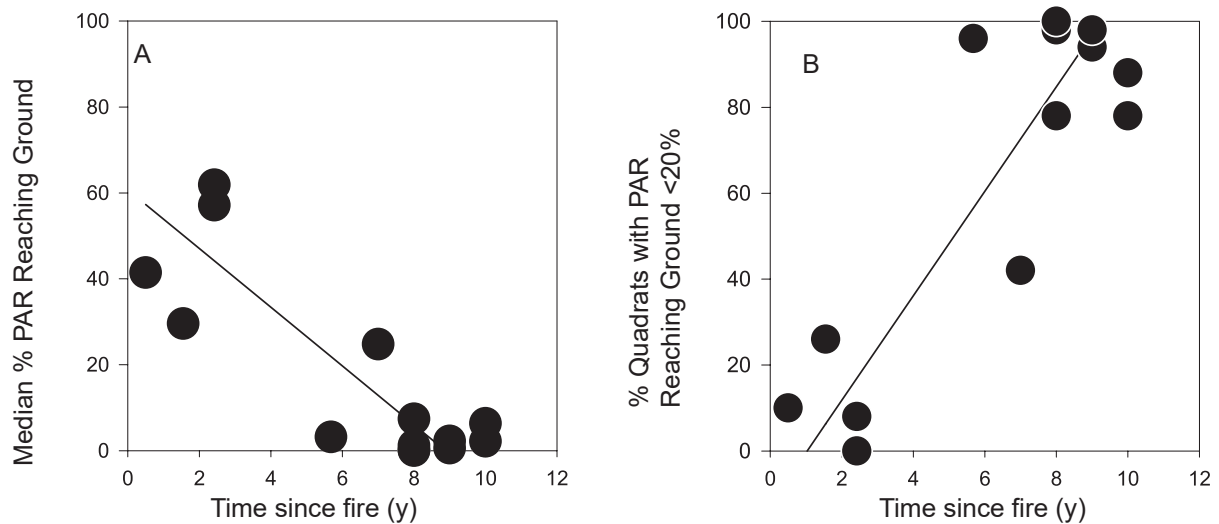 A
Median % PAR Reaching Ground
100
80
60
40
20
0
0 2 4 6 8 10 12
Time since fire (y)
B
% Quadrats with PAR
Reaching Ground <20%
100
80
60
40
20
0
0 2 4 6 8 10 12
Time since fire (y)